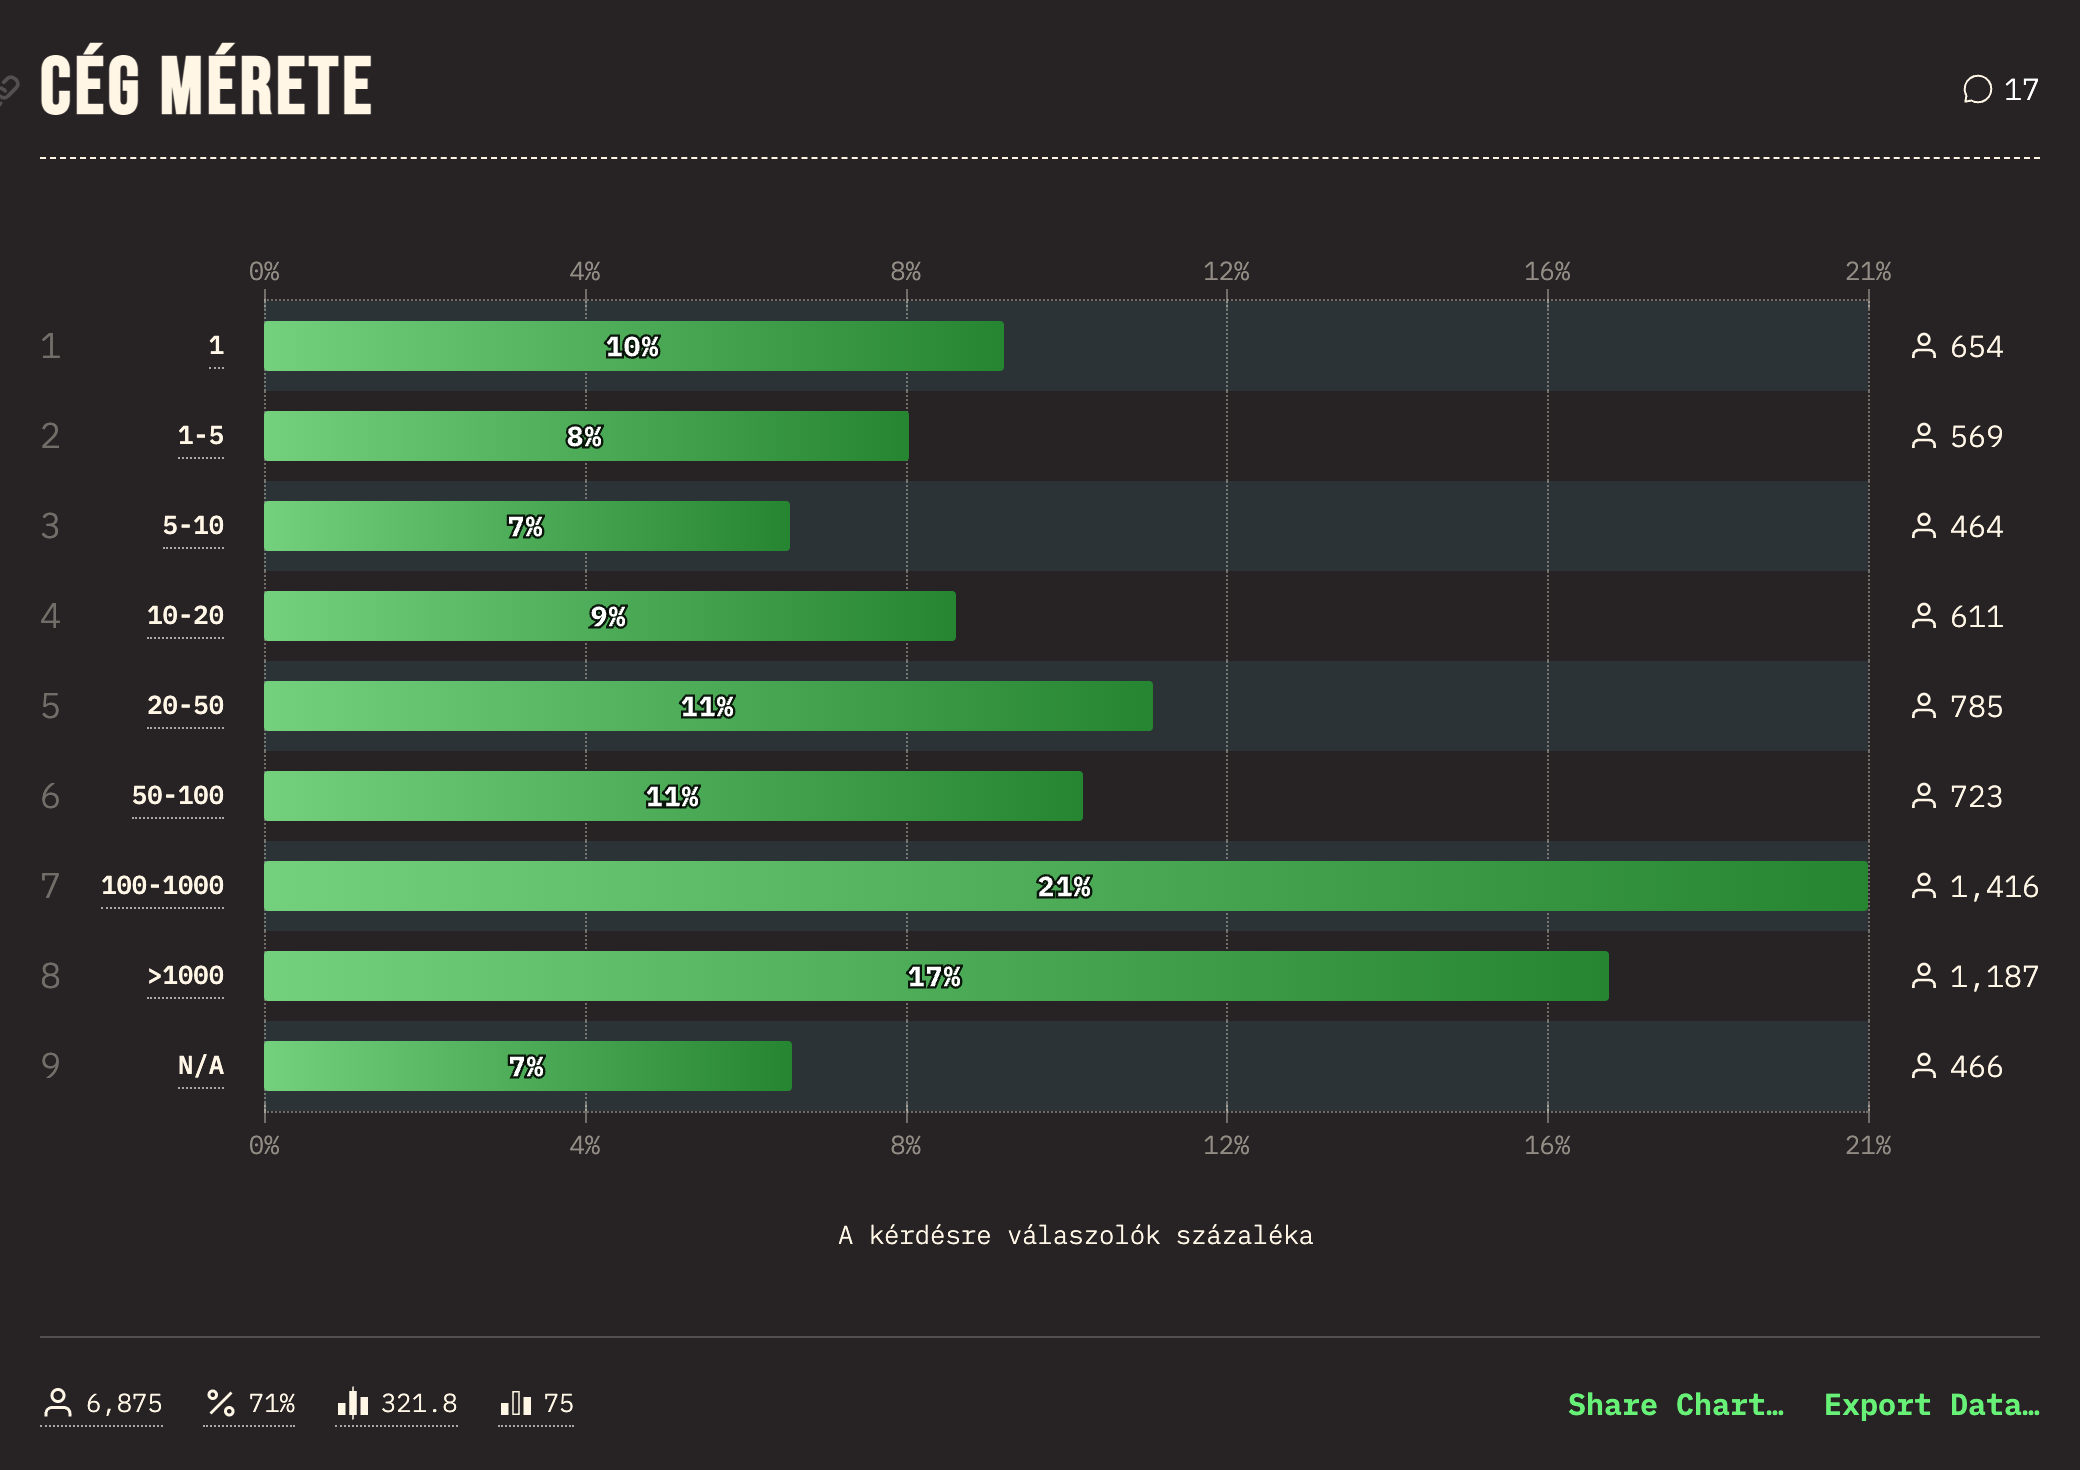 CÉG MÉRETE
17
0% 4% 8% 12% 16% 21%
1 1 10% 654
2 1-5 8% 569
3 5-10 7% 464
4 10-20 9% 611
5 20-50 11% 785
6 50-100 11% 723
7 100-1000 21% 1,416
8 >1000 17% 1,187
9 N/A 7% 466
0% 4% 8% 12% 16% 21%
A kérdésre válaszolók százaléka
6,875 71% 321.8 75 Share Chart… Export Data…